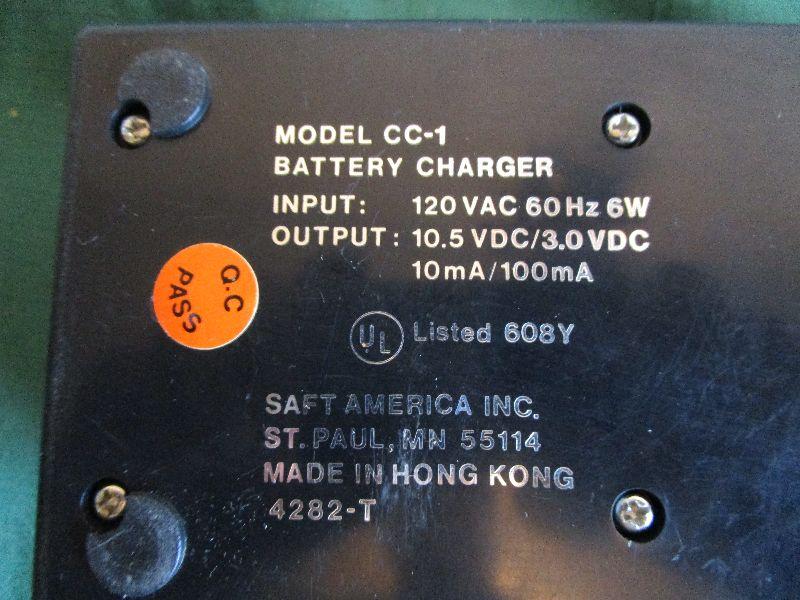 MODEL CC-1
BATTERY CHARGER
INPUT: 120 VAC 60 Hz 6W
OUTPUT: 10.5 VDC/3.0 VDC
10mA/100mA
Q.C
PASS
UL Listed 608Y
SAFT AMERICA INC.
ST. PAUL, MN 55114
MADE IN HONG KONG
4282-T